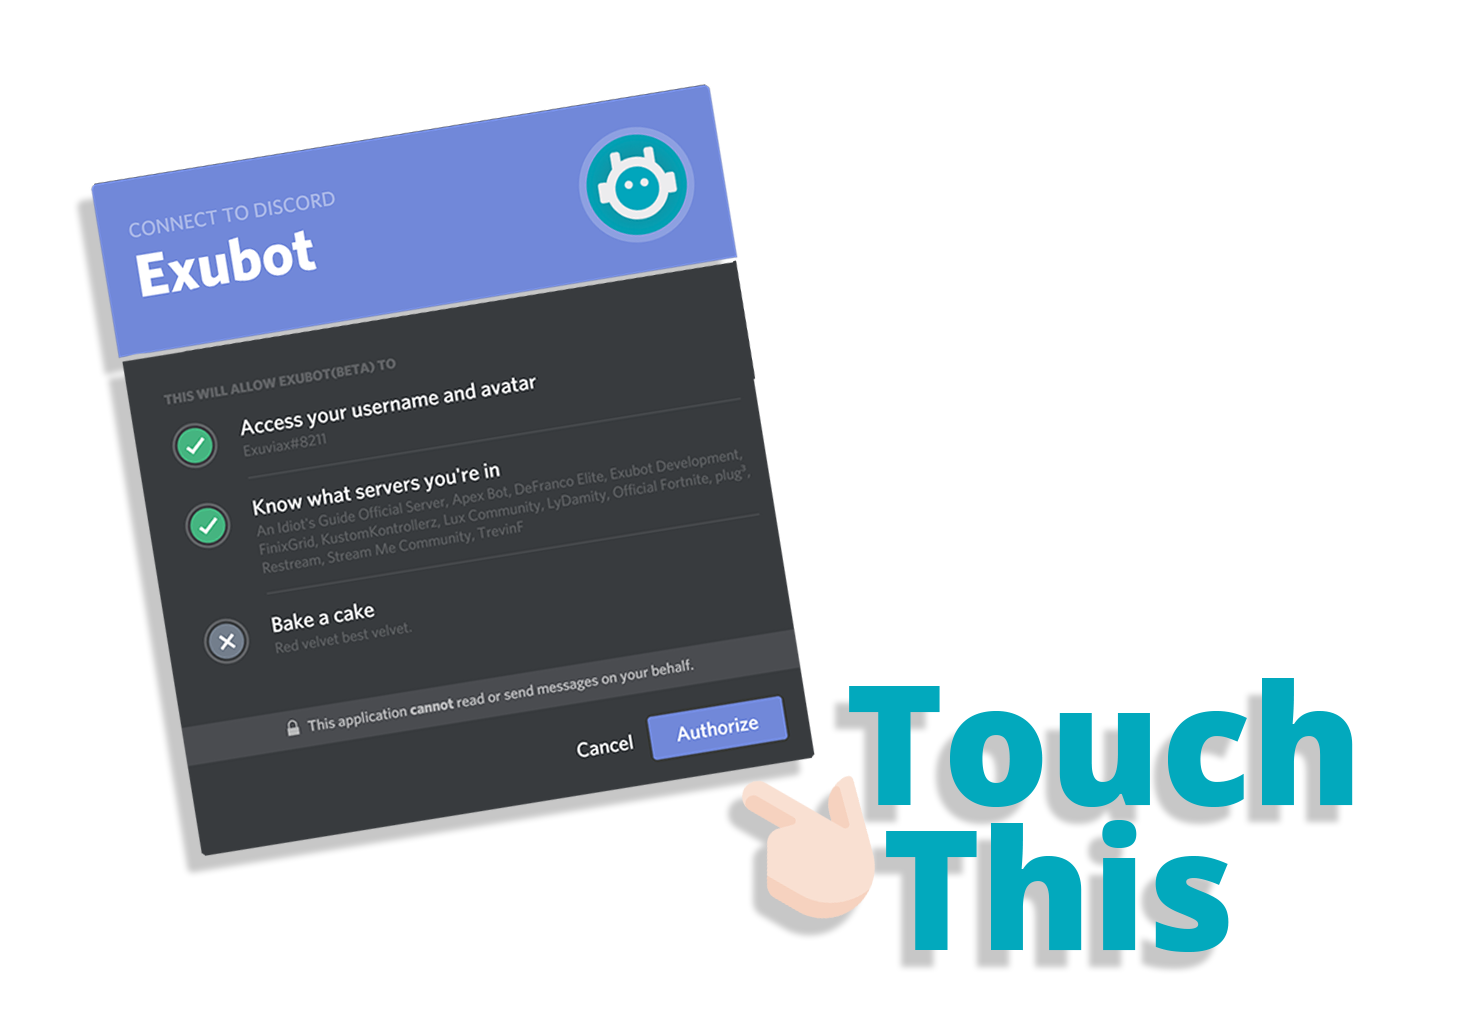 CONNECT TO DISCORD
Exubot
THIS WILL ALLOW EXUBOT(BETA) TO
Access your username and avatar
Exuviax#8211
Know what servers you're in
An Idiot's Guide Official Server, Apex Bot, DeFranco Elite, Exubot Development,
FinixGrid, KustomKontrollerz, Lux Community, LyDamity, Official Fortnite, plug³,
Restream, Stream Me Community, TrevinF
Bake a cake
Red velvet best velvet.
This application cannot read or send messages on your behalf.
Cancel
Authorize
Touch
This